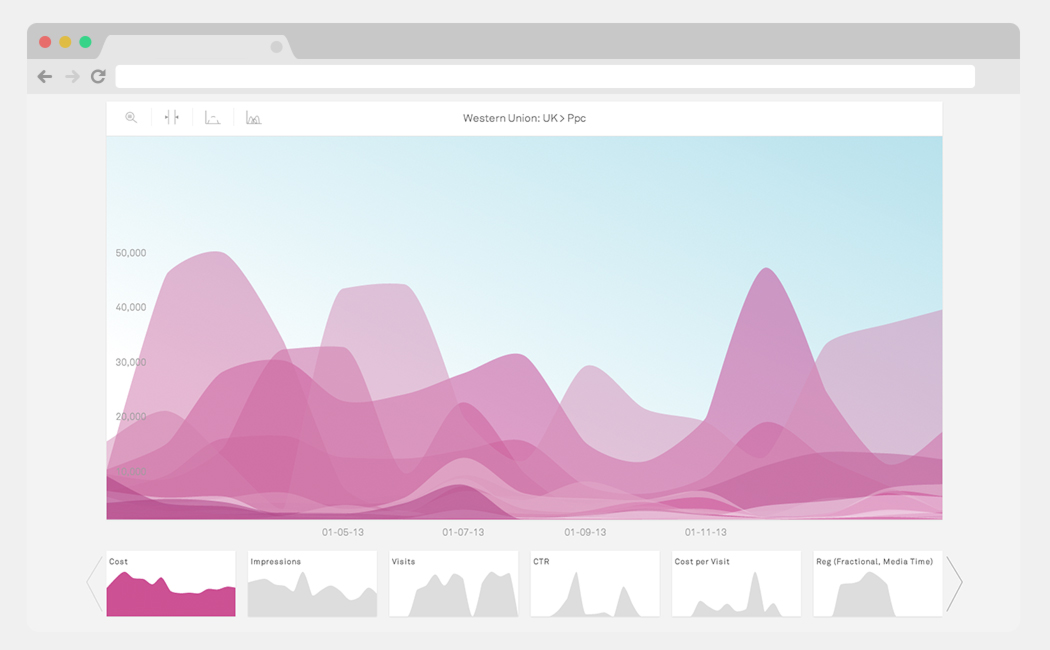 Western Union: UK > Ppc
50,000
40,000
30,000
20,000
10,000
01-05-13
01-07-13
01-09-13
01-11-13
Cost
Impressions
Visits
CTR
Cost per Visit
Reg (Fractional, Media Time)